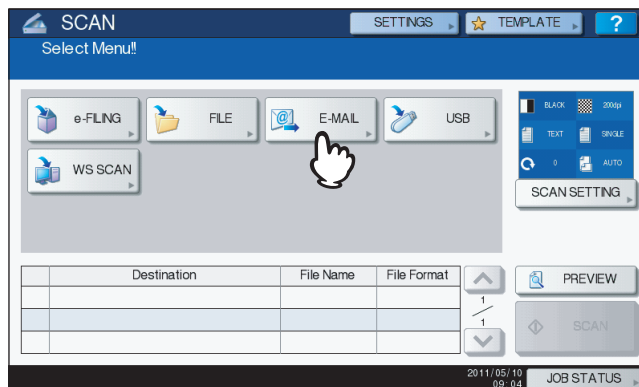 SCAN
SETTINGS
TEMPLATE
?
Select Menu!!
e-FILING
FILE
@
E-MAIL
USB
WS SCAN
BLACK
200dpi
TEXT
SINGLE
0
AUTO
SCAN SETTING
Destination
File Name
File Format
1
1
PREVIEW
SCAN
2011/05/10
09:04
JOB STATUS